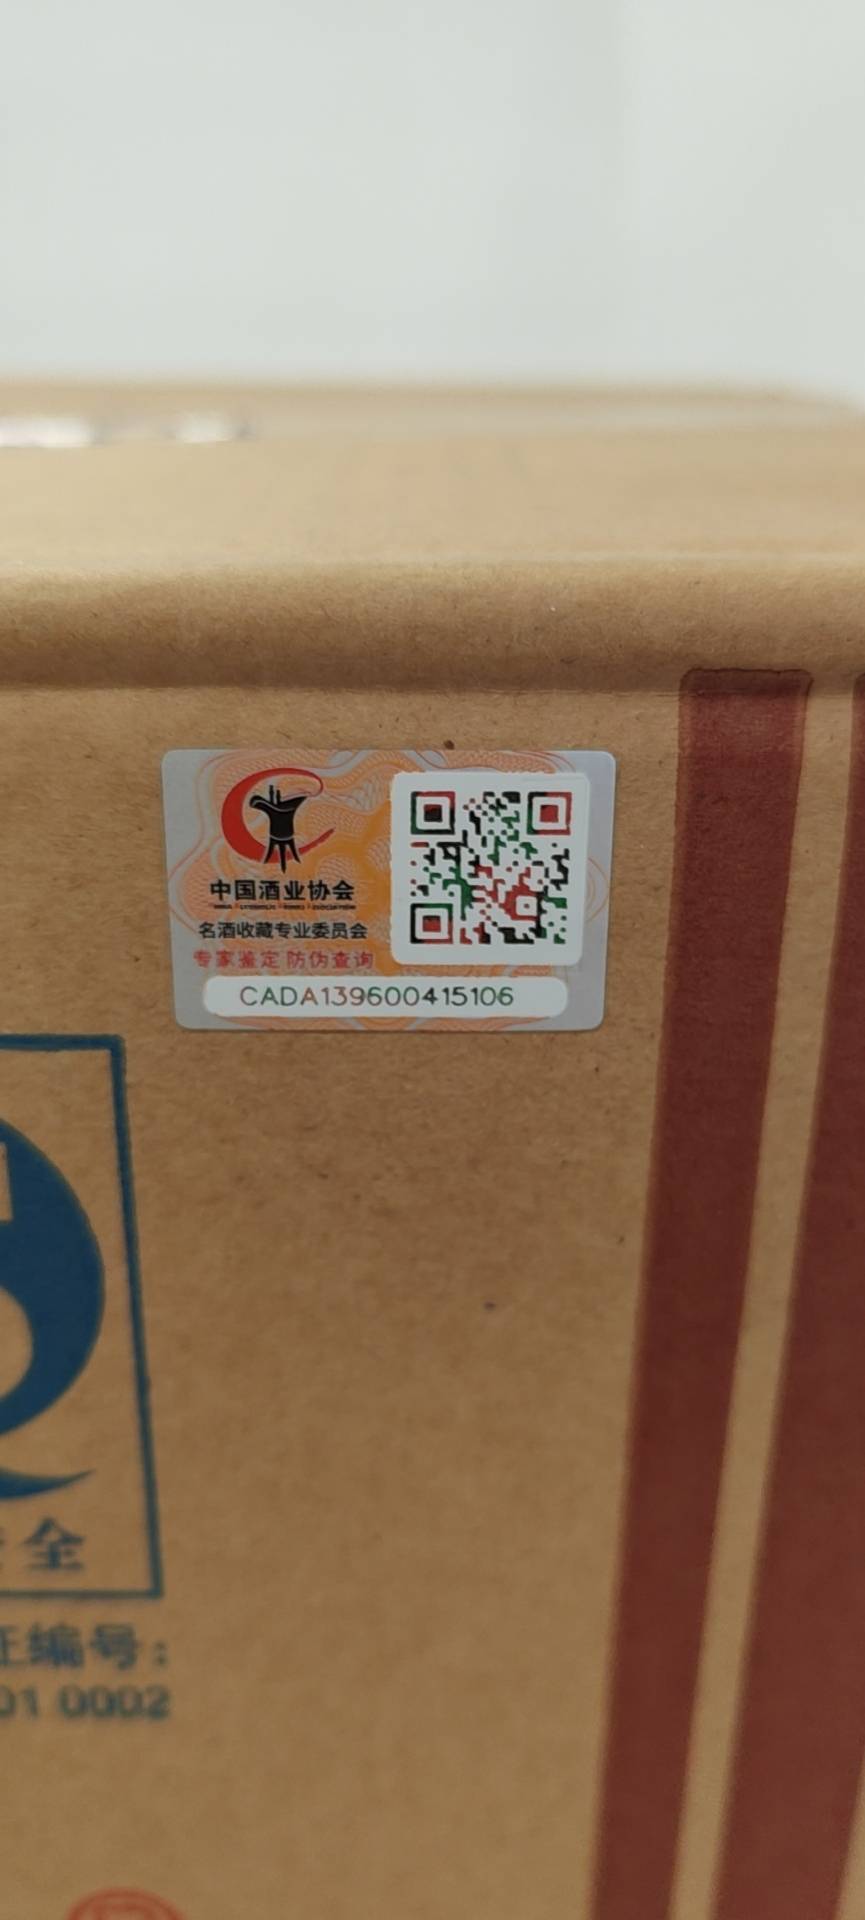 中国酒业协会
名酒收藏专业委员会
专家鉴定 防伪查询
CADA139600415106
全
编号：
01 0002